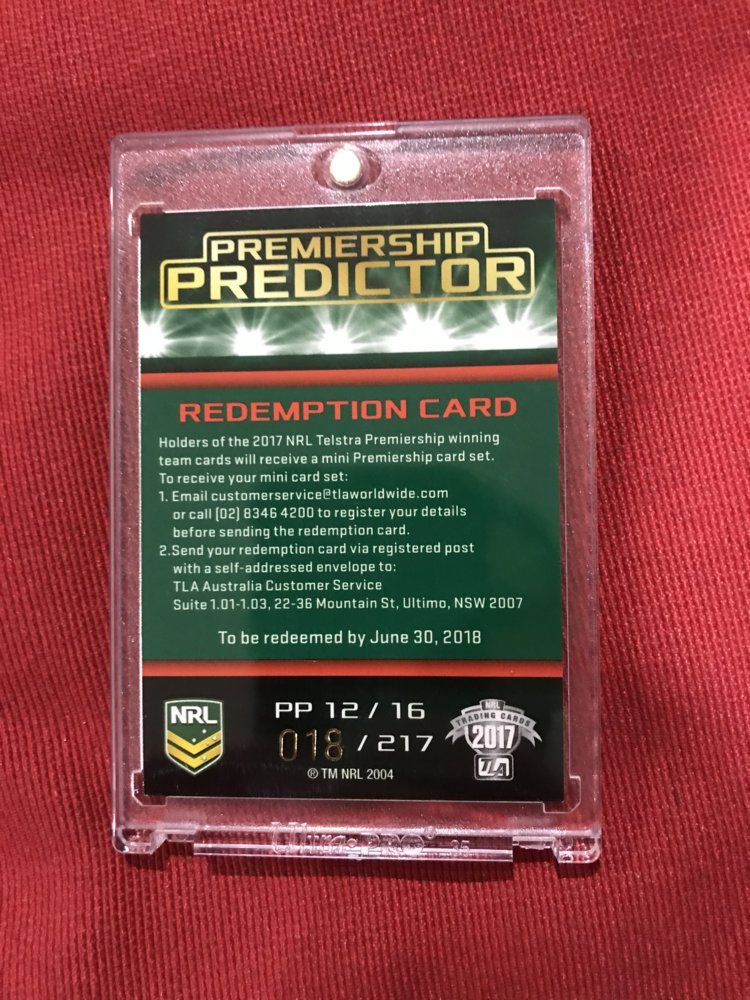 PREMIERSHIP
PREDICTOR
REDEMPTION CARD
Holders of the 2017 NRL Telstra Premiership winning
team cards will receive a mini Premiership card set.
To receive your mini card set:
1. Email customerservice@tlaworldwide.com
or call (02) 8346 4200 to register your details
before sending the redemption card.
2.Send your redemption card via registered post
with a self-addressed envelope to:
TLA Australia Customer Service
Suite 1.01-1.03, 22-36 Mountain St, Ultimo, NSW 2007
To be redeemed by June 30, 2018
NRL
PP 12 / 16
018 / 217
® TM NRL 2004
NRL
TRADING CARDS
2017
TLA
Ultra PRO® 35